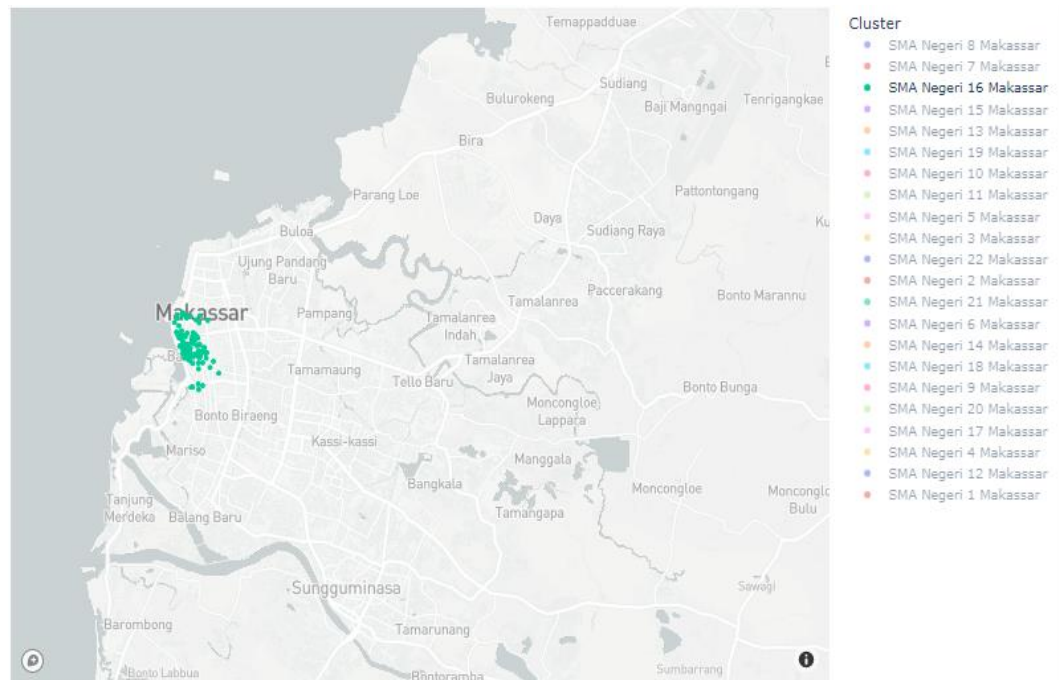 Temappadduae
Sudiang
Bulurokeng
Baji Mangngai
Tenrigangkae
Bira
Parang Loe
Pattontongang
Buloa
Daya
Sudiang Raya
Ku
Ujung Pandang
Baru
Paccerakang
Tamalanrea
Bonto Marannu
Makassar
Pampang
Tamalanrea
Indah
Ba
Tamalanrea
Jaya
Tamamaung
Tello Baru
Bonto Bunga
Moncongloe
Lappara
Bonto Biraeng
Kassi-kassi
Mariso
Manggala
Bangkala
Moncongloe
Monconglo
Bulu
Tanjung
Merdeka
Balang Baru
Tamangapa
Sungguminasa
Sawagi
Barombong
Tamarunang
Bonto Labbua
Bontoramba
Sumbarrang
Cluster
SMA Negeri 8 Makassar
SMA Negeri 7 Makassar
SMA Negeri 16 Makassar
SMA Negeri 15 Makassar
SMA Negeri 13 Makassar
SMA Negeri 19 Makassar
SMA Negeri 10 Makassar
SMA Negeri 11 Makassar
SMA Negeri 5 Makassar
SMA Negeri 3 Makassar
SMA Negeri 22 Makassar
SMA Negeri 2 Makassar
SMA Negeri 21 Makassar
SMA Negeri 6 Makassar
SMA Negeri 14 Makassar
SMA Negeri 18 Makassar
SMA Negeri 9 Makassar
SMA Negeri 20 Makassar
SMA Negeri 17 Makassar
SMA Negeri 4 Makassar
SMA Negeri 12 Makassar
SMA Negeri 1 Makassar